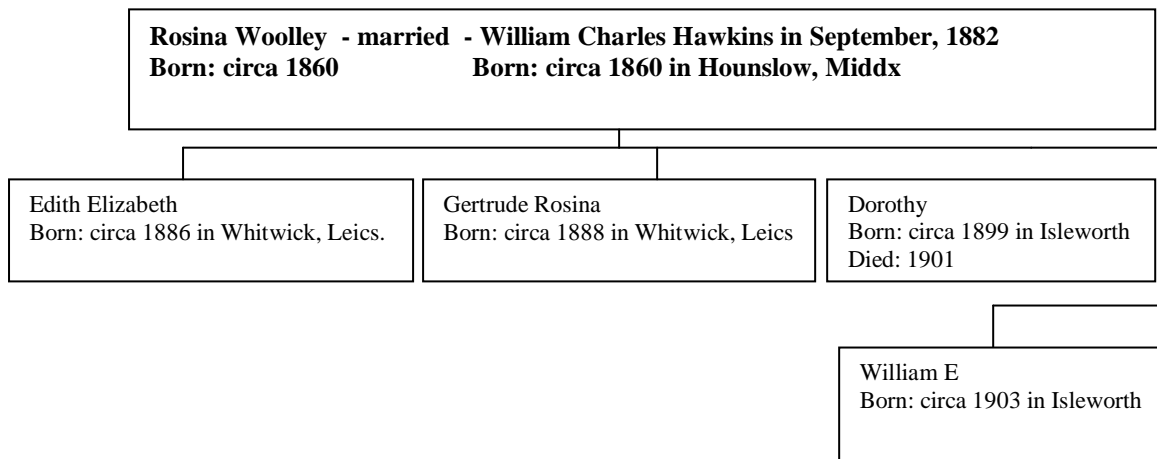 Rosina Woolley - married - William Charles Hawkins in September, 1882
Born: circa 1860 Born: circa 1860 in Hounslow, Middx
Edith Elizabeth
Born: circa 1886 in Whitwick, Leics.
Gertrude Rosina
Born: circa 1888 in Whitwick, Leics
Dorothy
Born: circa 1899 in Isleworth
Died: 1901
William E
Born: circa 1903 in Isleworth